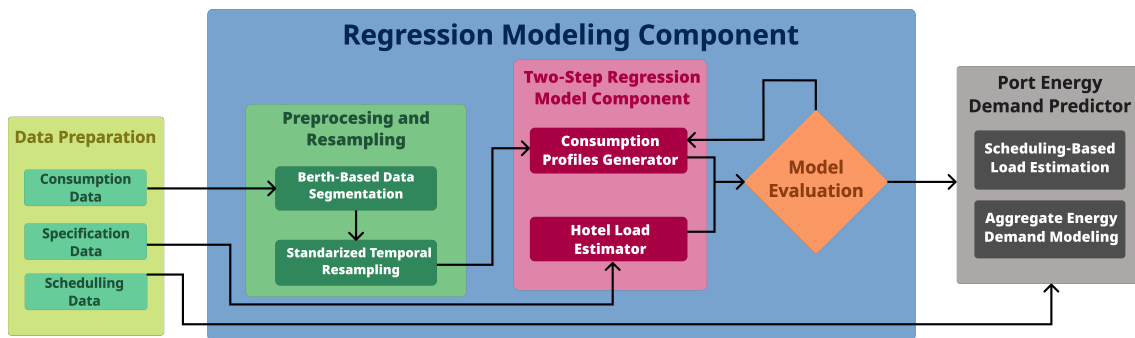 Regression Modeling Component
Data Preparation
Consumption
Data
Specification
Data
Schedulling
Data
Preprocesing and
Resampling
Berth-Based Data
Segmentation
Standarized Temporal
Resampling
Two-Step Regression
Model Component
Consumption
Profiles Generator
Hotel Load
Estimator
Model
Evaluation
Port Energy
Demand Predictor
Scheduling-Based
Load Estimation
Aggregate Energy
Demand Modeling